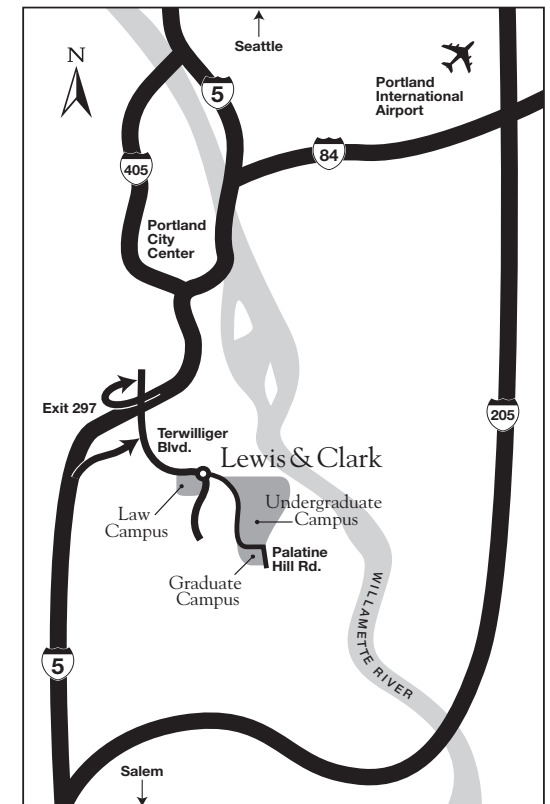 Seattle
N
Portland
International
Airport
5
84
405
Portland
City
Center
Exit 297
205
Terwilliger
Blvd.
Lewis & Clark
Law
Campus
Undergraduate
Campus
Palatine
Hill Rd.
Graduate
Campus
WILLAMETTE RIVER
5
Salem